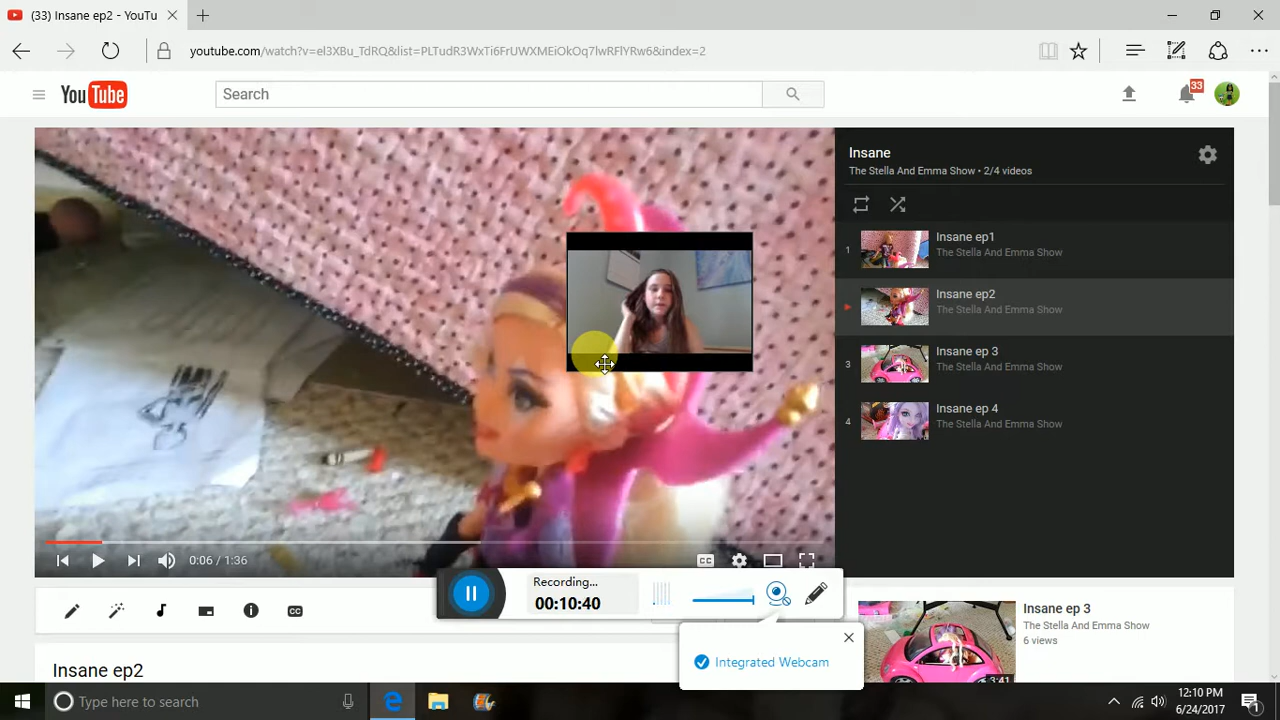 (33) Insane ep2 - YouTu
youtube.com/watch?v=el3XBu_TdRQ&list=PLTudR3WxTi6FrUWXMEiOkOq7lwRFlYRw6&index=2
YouTube
Search
33
Insane
The Stella And Emma Show • 2/4 videos
1
Insane ep1
The Stella And Emma Show
Insane ep2
The Stella And Emma Show
3
Insane ep 3
The Stella And Emma Show
4
Insane ep 4
The Stella And Emma Show
0:06 / 1:36
CC
Recording...
00:10:40
CC
Integrated Webcam
Insane ep2
Insane ep 3
The Stella And Emma Show
6 views
3:41
Type here to search
12:10 PM
6/24/2017
1